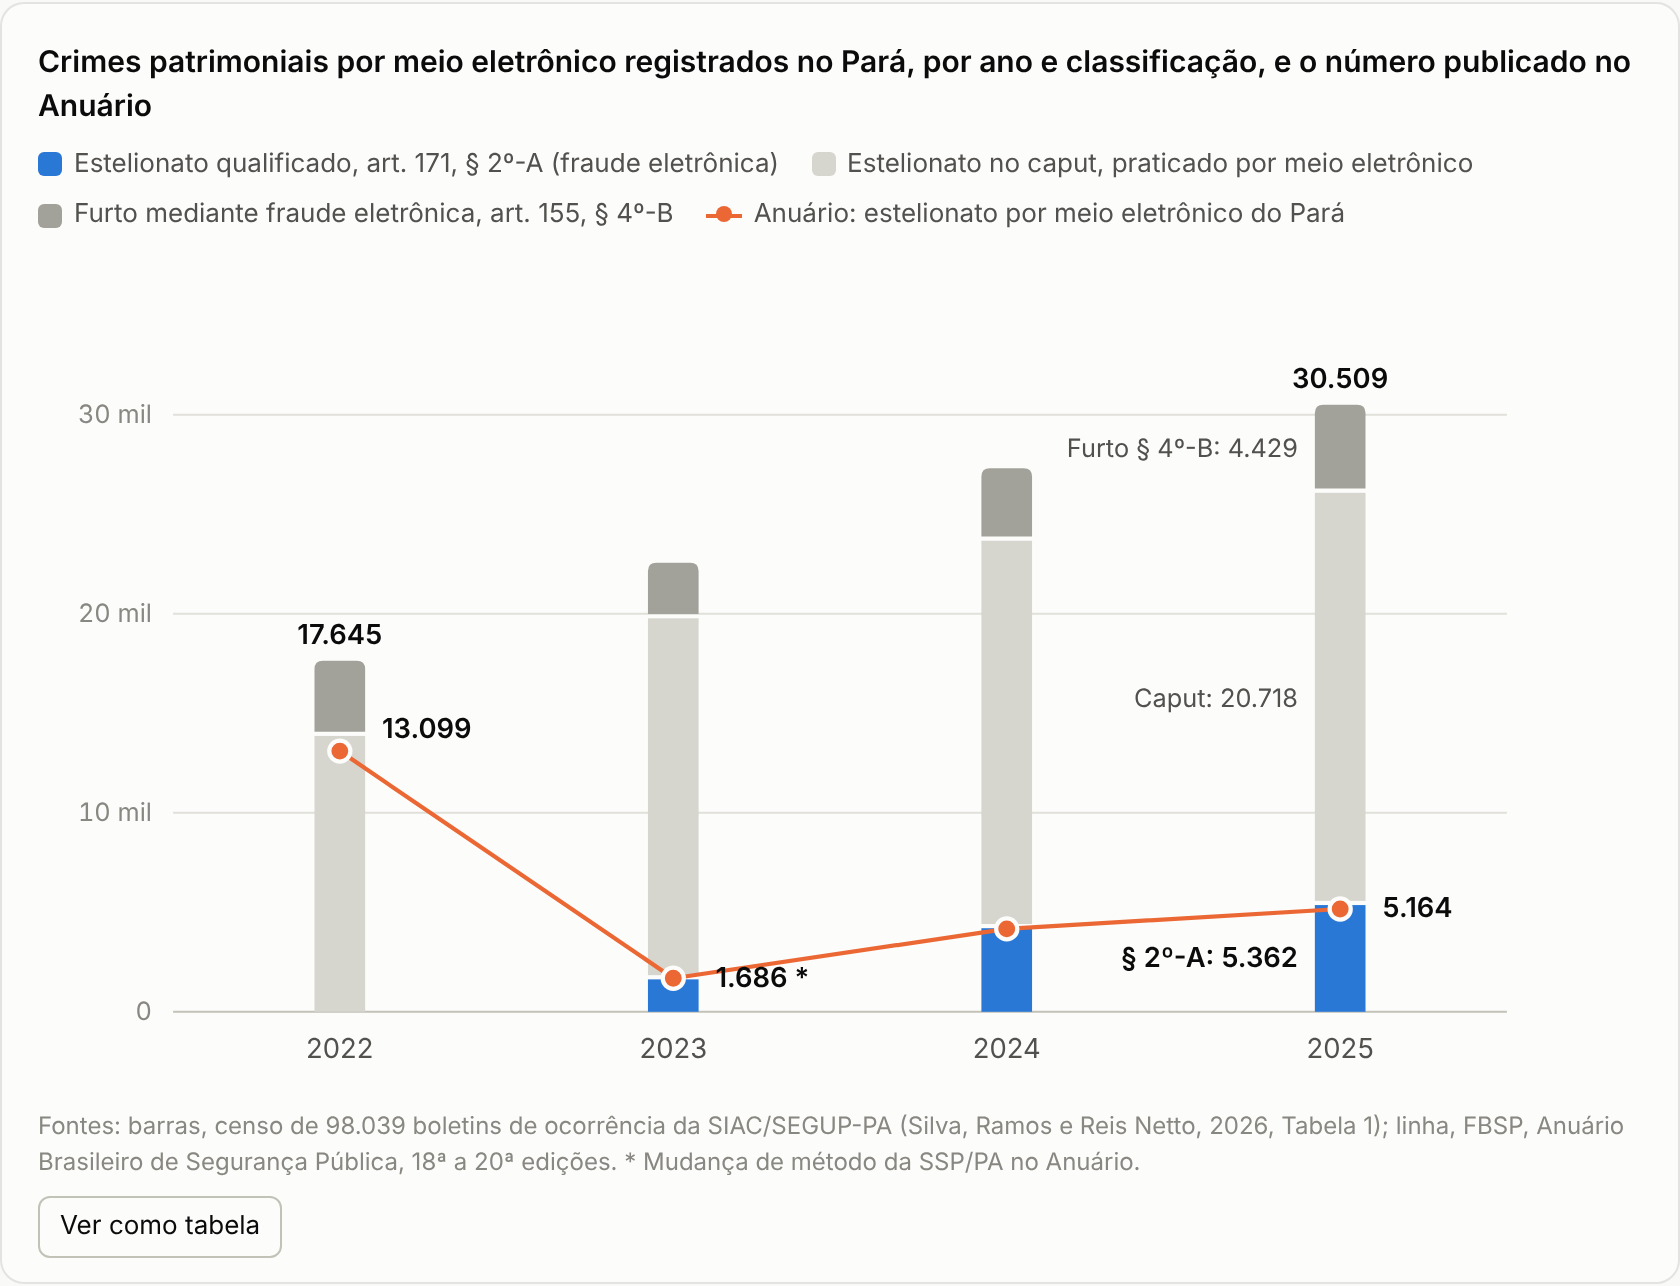 Crimes patrimoniais por meio eletrônico registrados no Pará, por ano e classificação, e o número publicado no
Anuário
Estelionato qualificado, art. 171, § 2º-A (fraude eletrônica)
Estelionato no caput, praticado por meio eletrônico
Furto mediante fraude eletrônica, art. 155, § 4º-B
Anuário: estelionato por meio eletrônico do Pará
30.509
30 mil
Furto § 4º-B: 4.429
20 mil
17.645
Caput: 20.718
13.099
10 mil
5.164
§ 2º-A: 5.362
1.686 *
0
2022
2023
2024
2025
Fontes: barras, censo de 98.039 boletins de ocorrência da SIAC/SEGUP-PA (Silva, Ramos e Reis Netto, 2026, Tabela 1); linha, FBSP, Anuário
Brasileiro de Segurança Pública, 18ª a 20ª edições. * Mudança de método da SSP/PA no Anuário.
Ver como tabela